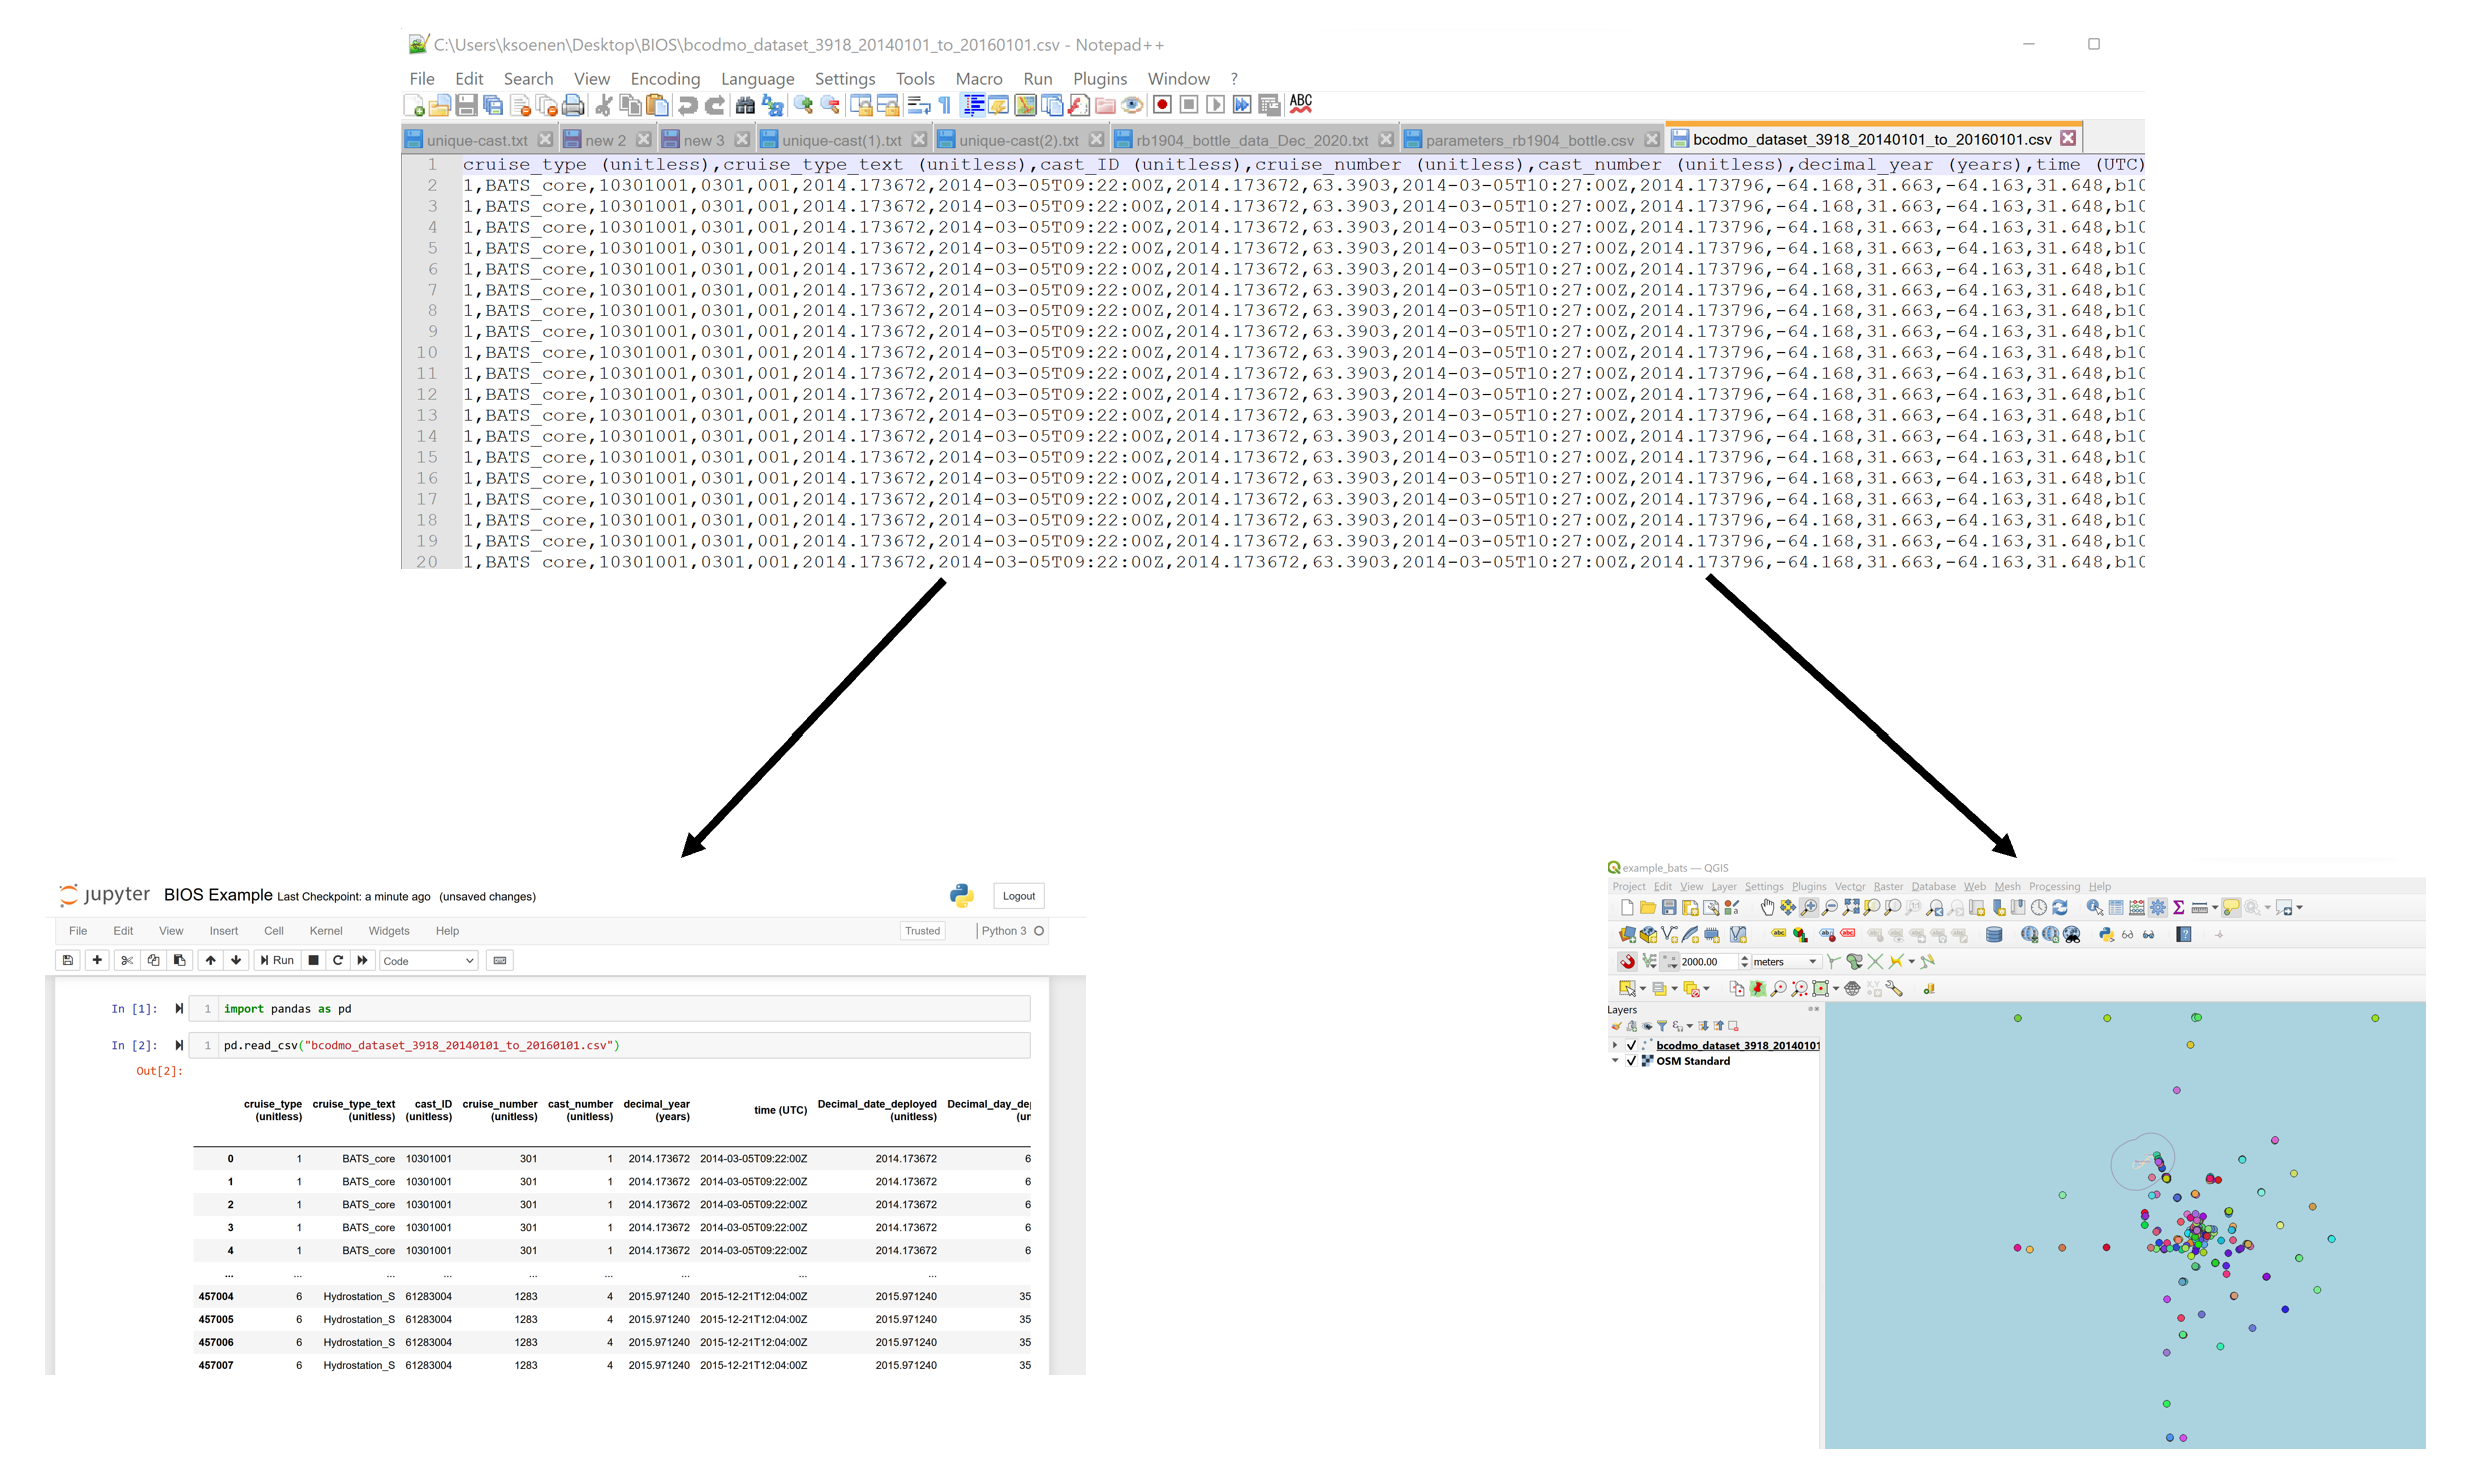 C:\Users\ksoenen\Desktop\BIOS\bcodmo_dataset_3918_20140101_to_20160101.csv - Notepad++
File Edit Search View Encoding Language Settings Tools Macro Run Plugins Window ?
ABC
unique-cast.txt new 2 new 3 unique-cast(1).txt unique-cast(2).txt rb1904_bottle_data_Dec_2020.txt parameters_rb1904_bottle.csv bcodmo_dataset_3918_20140101_to_20160101.csv
1 cruise_type (unitless),cruise_type_text (unitless),cast_ID (unitless),cruise_number (unitless),cast_number (unitless),decimal_year (years),time (UTC)
2 1,BATS_core,10301001,0301,001,2014.173672,2014-03-05T09:22:00Z,2014.173672,63.3903,2014-03-05T10:27:00Z,2014.173796,-64.168,31.663,-64.163,31.648,b10
3 1,BATS_core,10301001,0301,001,2014.173672,2014-03-05T09:22:00Z,2014.173672,63.3903,2014-03-05T10:27:00Z,2014.173796,-64.168,31.663,-64.163,31.648,b10
4 1,BATS_core,10301001,0301,001,2014.173672,2014-03-05T09:22:00Z,2014.173672,63.3903,2014-03-05T10:27:00Z,2014.173796,-64.168,31.663,-64.163,31.648,b10
5 1,BATS_core,10301001,0301,001,2014.173672,2014-03-05T09:22:00Z,2014.173672,63.3903,2014-03-05T10:27:00Z,2014.173796,-64.168,31.663,-64.163,31.648,b10
6 1,BATS_core,10301001,0301,001,2014.173672,2014-03-05T09:22:00Z,2014.173672,63.3903,2014-03-05T10:27:00Z,2014.173796,-64.168,31.663,-64.163,31.648,b10
7 1,BATS_core,10301001,0301,001,2014.173672,2014-03-05T09:22:00Z,2014.173672,63.3903,2014-03-05T10:27:00Z,2014.173796,-64.168,31.663,-64.163,31.648,b10
8 1,BATS_core,10301001,0301,001,2014.173672,2014-03-05T09:22:00Z,2014.173672,63.3903,2014-03-05T10:27:00Z,2014.173796,-64.168,31.663,-64.163,31.648,b10
9 1,BATS_core,10301001,0301,001,2014.173672,2014-03-05T09:22:00Z,2014.173672,63.3903,2014-03-05T10:27:00Z,2014.173796,-64.168,31.663,-64.163,31.648,b10
10 1,BATS_core,10301001,0301,001,2014.173672,2014-03-05T09:22:00Z,2014.173672,63.3903,2014-03-05T10:27:00Z,2014.173796,-64.168,31.663,-64.163,31.648,b10
11 1,BATS_core,10301001,0301,001,2014.173672,2014-03-05T09:22:00Z,2014.173672,63.3903,2014-03-05T10:27:00Z,2014.173796,-64.168,31.663,-64.163,31.648,b10
12 1,BATS_core,10301001,0301,001,2014.173672,2014-03-05T09:22:00Z,2014.173672,63.3903,2014-03-05T10:27:00Z,2014.173796,-64.168,31.663,-64.163,31.648,b10
13 1,BATS_core,10301001,0301,001,2014.173672,2014-03-05T09:22:00Z,2014.173672,63.3903,2014-03-05T10:27:00Z,2014.173796,-64.168,31.663,-64.163,31.648,b10
14 1,BATS_core,10301001,0301,001,2014.173672,2014-03-05T09:22:00Z,2014.173672,63.3903,2014-03-05T10:27:00Z,2014.173796,-64.168,31.663,-64.163,31.648,b10
15 1,BATS_core,10301001,0301,001,2014.173672,2014-03-05T09:22:00Z,2014.173672,63.3903,2014-03-05T10:27:00Z,2014.173796,-64.168,31.663,-64.163,31.648,b10
16 1,BATS_core,10301001,0301,001,2014.173672,2014-03-05T09:22:00Z,2014.173672,63.3903,2014-03-05T10:27:00Z,2014.173796,-64.168,31.663,-64.163,31.648,b10
17 1,BATS_core,10301001,0301,001,2014.173672,2014-03-05T09:22:00Z,2014.173672,63.3903,2014-03-05T10:27:00Z,2014.173796,-64.168,31.663,-64.163,31.648,b10
18 1,BATS_core,10301001,0301,001,2014.173672,2014-03-05T09:22:00Z,2014.173672,63.3903,2014-03-05T10:27:00Z,2014.173796,-64.168,31.663,-64.163,31.648,b10
19 1,BATS_core,10301001,0301,001,2014.173672,2014-03-05T09:22:00Z,2014.173672,63.3903,2014-03-05T10:27:00Z,2014.173796,-64.168,31.663,-64.163,31.648,b10
20 1,BATS_core,10301001,0301,001,2014.173672,2014-03-05T09:22:00Z,2014.173672,63.3903,2014-03-05T10:27:00Z,2014.173796,-64.168,31.663,-64.163,31.648,b10
jupyter BIOS Example Last Checkpoint: a minute ago (unsaved changes) Logout
File Edit View Insert Cell Kernel Widgets Help Trusted Python 3
Run Code
In [1]: 1 import pandas as pd
In [2]: 1 pd.read_csv("bcodmo_dataset_3918_20140101_to_20160101.csv")
Out[2]:
cruise_type cruise_type_text cast_ID cruise_number cast_number decimal_year time (UTC) Decimal_date_deployed Decimal_day_de
(unitless) (unitless) (unitless) (unitless) (unitless) (years) (unitless) (ur
0 1 BATS_core 10301001 301 1 2014.173672 2014-03-05T09:22:00Z 2014.173672 6
1 1 BATS_core 10301001 301 1 2014.173672 2014-03-05T09:22:00Z 2014.173672 6
2 1 BATS_core 10301001 301 1 2014.173672 2014-03-05T09:22:00Z 2014.173672 6
3 1 BATS_core 10301001 301 1 2014.173672 2014-03-05T09:22:00Z 2014.173672 6
4 1 BATS_core 10301001 301 1 2014.173672 2014-03-05T09:22:00Z 2014.173672 6
... ... ... ... ... ... ... ... ...
457004 6 Hydrostation_S 61283004 1283 4 2015.971240 2015-12-21T12:04:00Z 2015.971240 35
457005 6 Hydrostation_S 61283004 1283 4 2015.971240 2015-12-21T12:04:00Z 2015.971240 35
457006 6 Hydrostation_S 61283004 1283 4 2015.971240 2015-12-21T12:04:00Z 2015.971240 35
457007 6 Hydrostation_S 61283004 1283 4 2015.971240 2015-12-21T12:04:00Z 2015.971240 35
example_bats — QGIS
Project Edit View Layer Settings Plugins Vector Raster Database Web Mesh Processing Help
2000.00 meters
Layers
bcodmo_dataset_3918_20140101
OSM Standard